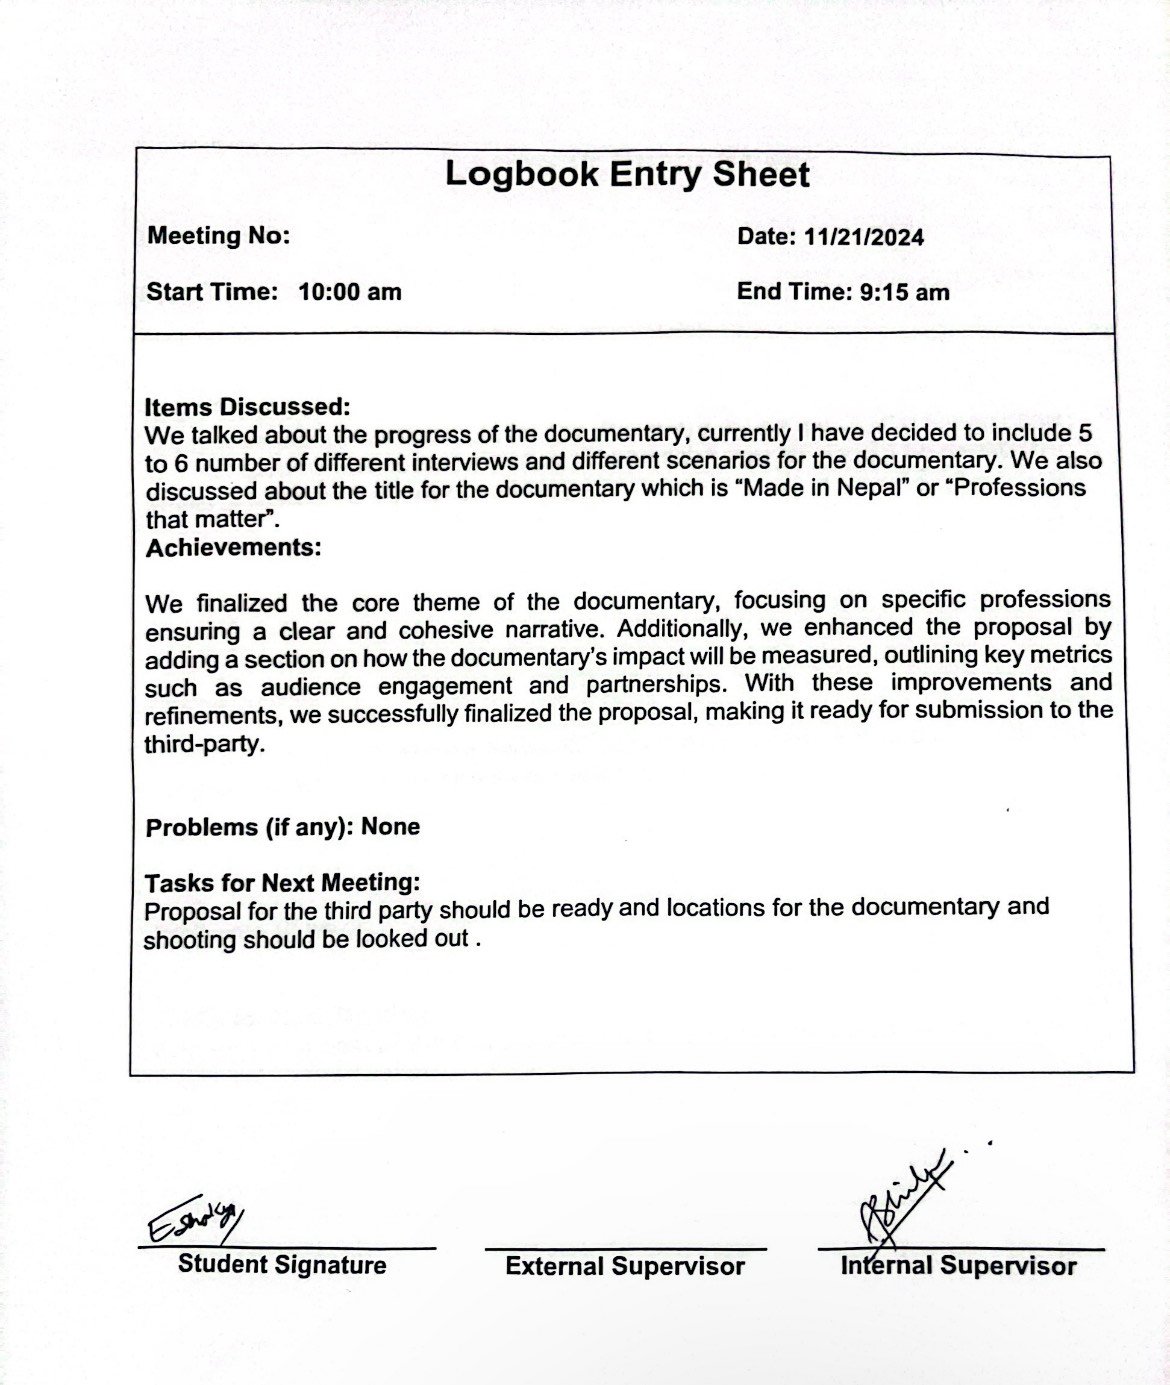 Logbook Entry Sheet
Meeting No:
Date: 11/21/2024
Start Time: 10:00 am
End Time: 9:15 am
Items Discussed:
We talked about the progress of the documentary, currently I have decided to include 5
to 6 number of different interviews and different scenarios for the documentary. We also
discussed about the title for the documentary which is “Made in Nepal” or “Professions
that matter”.
Achievements:
We finalized the core theme of the documentary, focusing on specific professions
ensuring a clear and cohesive narrative. Additionally, we enhanced the proposal by
adding a section on how the documentary’s impact will be measured, outlining key metrics
such as audience engagement and partnerships. With these improvements and
refinements, we successfully finalized the proposal, making it ready for submission to the
third-party.
Problems (if any): None
Tasks for Next Meeting:
Proposal for the third party should be ready and locations for the documentary and
shooting should be looked out .
Student Signature
External Supervisor
Internal Supervisor